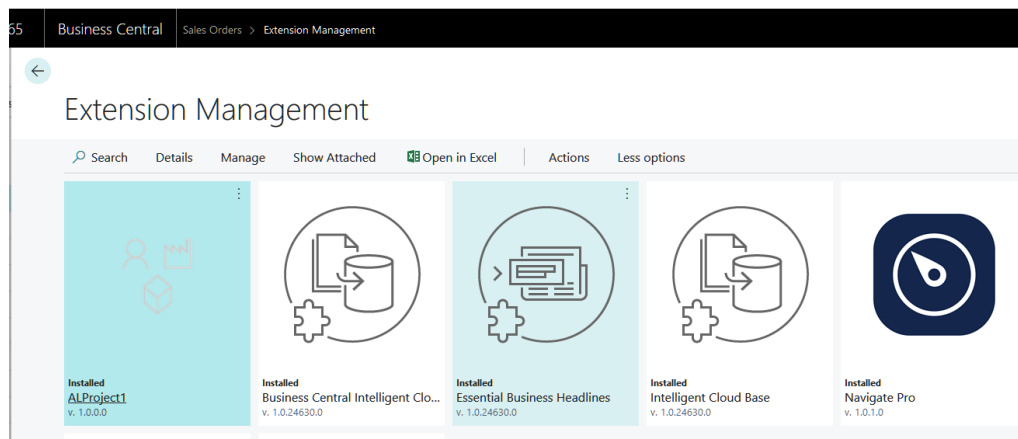 65 Business Central Sales Orders > Extension Management
Extension Management
Search Details Manage Show Attached Open in Excel Actions Less options
Installed
ALProject1
v. 1.0.0.0
Installed
Business Central Intelligent Clo...
v. 1.0.24630.0
Installed
Essential Business Headlines
v. 1.0.24630.0
Installed
Intelligent Cloud Base
v. 1.0.24630.0
Installed
Navigate Pro
v. 1.0.1.0